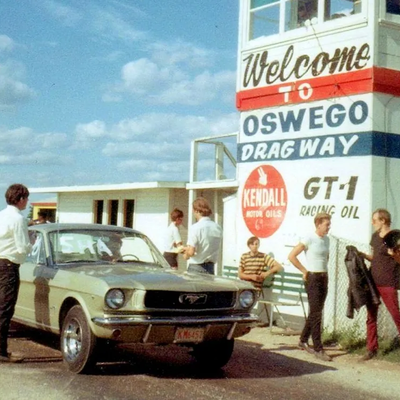 Welcome
TO
OSWEGO
DRAG WAY
KENDALL
MOTOR OILS
GT-1
RACING OIL